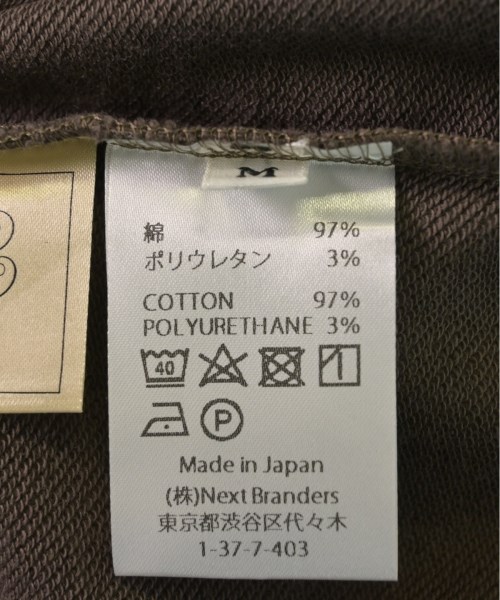 M
綿 97%
ポリウレタン 3%
COTTON 97%
POLYURETHANE 3%
40
P
Made in Japan
(株)Next Branders
東京都渋谷区代々木
1-37-7-403